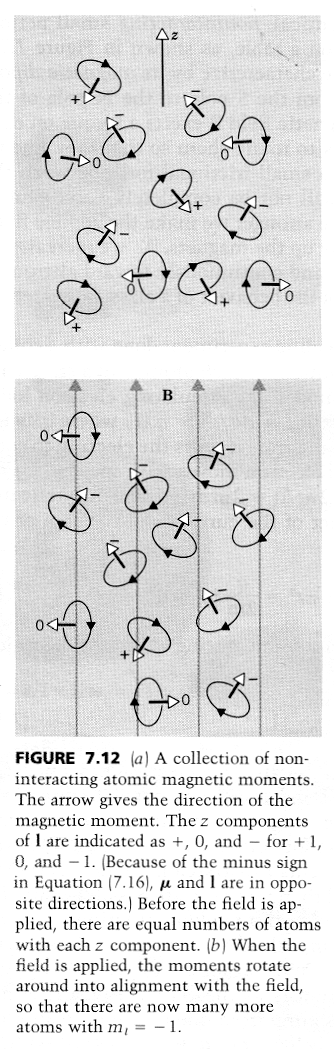 z
−
+
−
0
0
+
−
−
0
0
+
+
B
0
−
−
−
−
−
−
−
0
+
−
0
FIGURE 7.12 (a) A collection of non-
interacting atomic magnetic moments.
The arrow gives the direction of the
magnetic moment. The z components
of l are indicated as +, 0, and − for +1,
0, and −1. (Because of the minus sign
in Equation (7.16), μ and l are in oppo-
site directions.) Before the field is ap-
plied, there are equal numbers of atoms
with each z component. (b) When the
field is applied, the moments rotate
around into alignment with the field,
so that there are now many more
atoms with mₗ = −1.